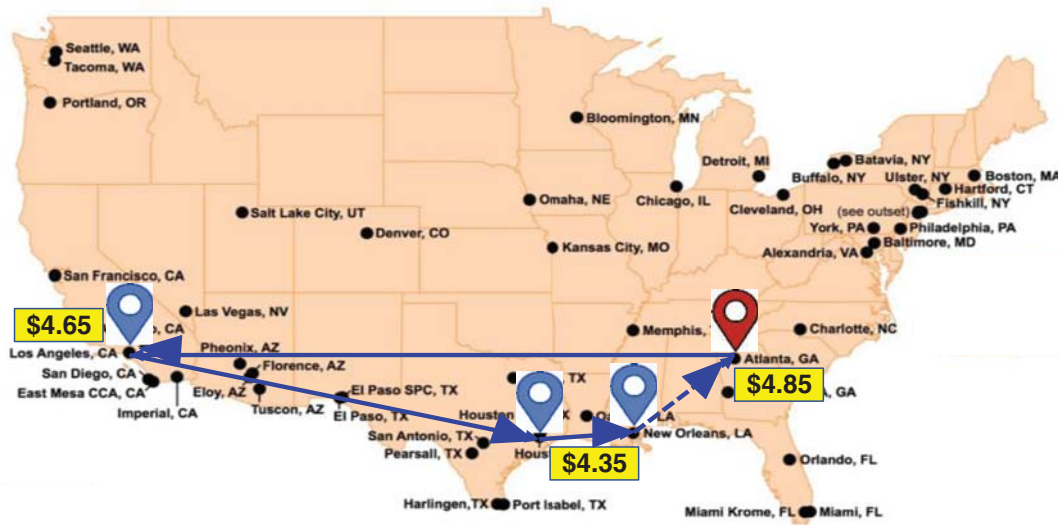 Seattle, WA
Tacoma, WA
Portland, OR
Bloomington, MN
Detroit, MI
Batavia, NY
Buffalo, NY
Ulster, NY
Boston, MA
Hartford, CT
Fishkill, NY
Chicago, IL
Cleveland, OH
(see outset)
Omaha, NE
Salt Lake City, UT
Denver, CO
York, PA
Philadelphia, PA
Baltimore, MD
Alexandria, VA
Kansas City, MO
San Francisco, CA
Las Vegas, NV
$4.65
CA
Memphis,
Charlotte, NC
Los Angeles, CA
Pheonix, AZ
Atlanta, GA
San Diego, CA
Florence, AZ
East Mesa CCA, CA
Eloy, AZ
El Paso SPC, TX
TX
$4.85
GA
Imperial, CA
Tuscon, AZ
El Paso, TX
Houston
LA
San Antonio, TX
New Orleans, LA
Pearsall, TX
$4.35
Orlando, FL
Harlingen,TX
Port Isabel, TX
Miami Krome, FL
Miami, FL